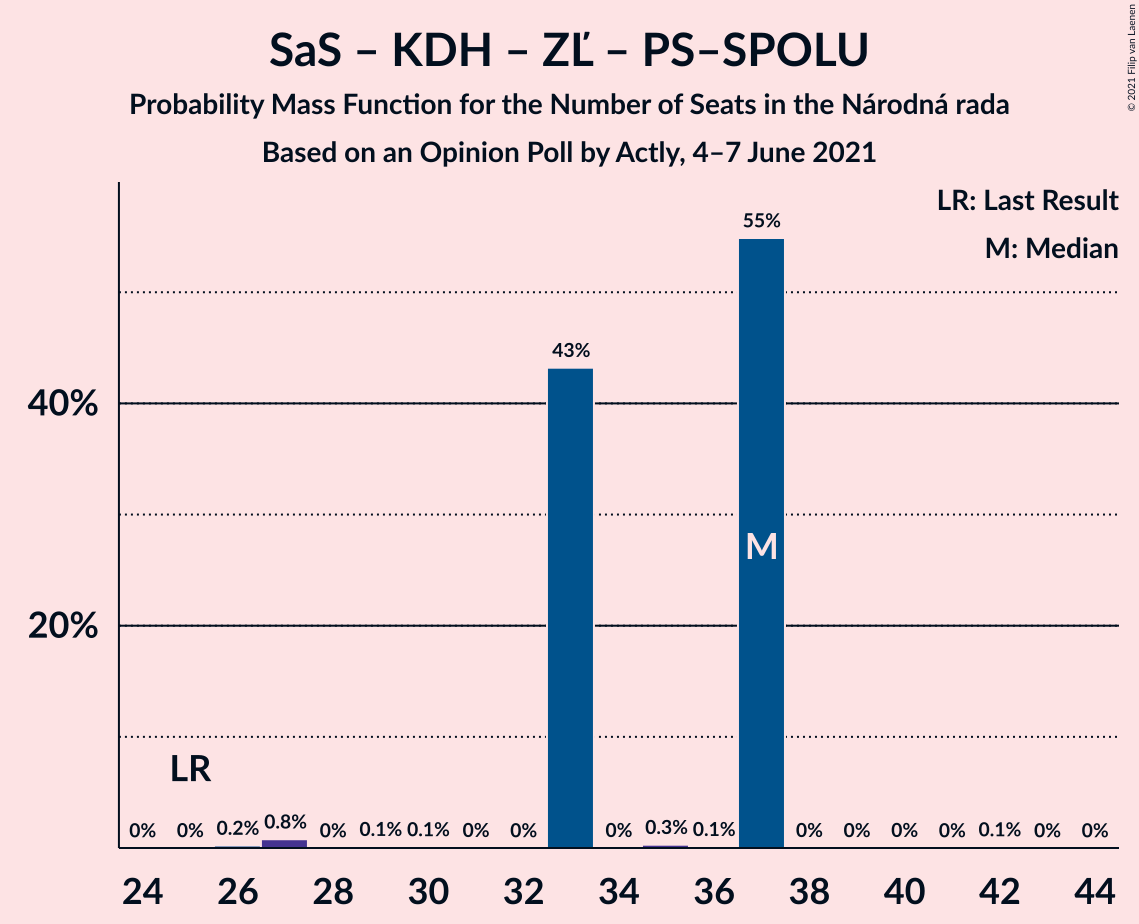 SaS – KDH – ZĽ – PS–SPOLU
Probability Mass Function for the Number of Seats in the Národná rada
Based on an Opinion Poll by Actly, 4–7 June 2021
© 2021 Filip van Laenen
LR: Last Result
M: Median
55%
43%
40%
M
20%
LR
0% 0% 0.2% 0.8% 0% 0.1% 0.1% 0% 0% 0% 0.3% 0.1% 0% 0% 0% 0% 0.1% 0% 0%
24 26 28 30 32 34 36 38 40 42 44